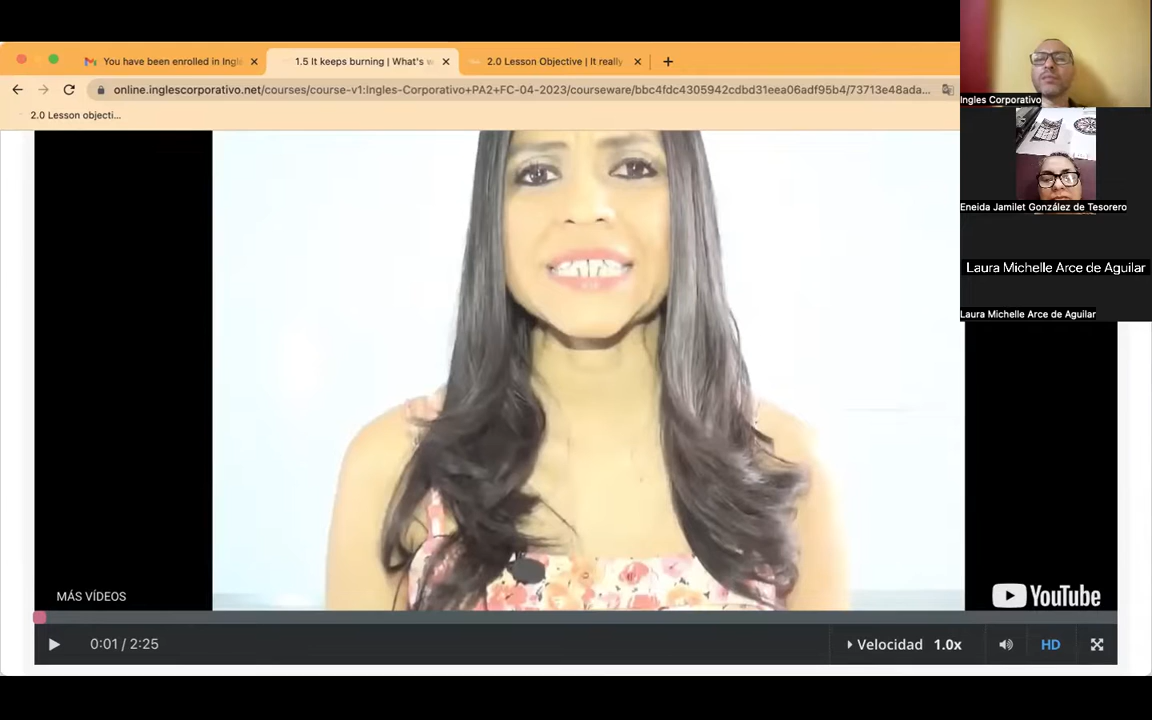 You have been enrolled in Ingl
1.5 It keeps burning | What's w
2.0 Lesson Objective | It really
online.inglescorporativo.net/courses/course-v1:Ingles-Corporativo+PA2+FC-04-2023/courseware/bbc4fdc4305942cdbd31eea06adf95b4/73713e48ada...
2.0 Lesson objecti...
Ingles Corporativo
Eneida Jamilet González de Tesorero
Laura Michelle Arce de Aguilar
Laura Michelle Arce de Aguilar
MÁS VÍDEOS
YouTube
0:01 / 2:25
Velocidad 1.0x
HD